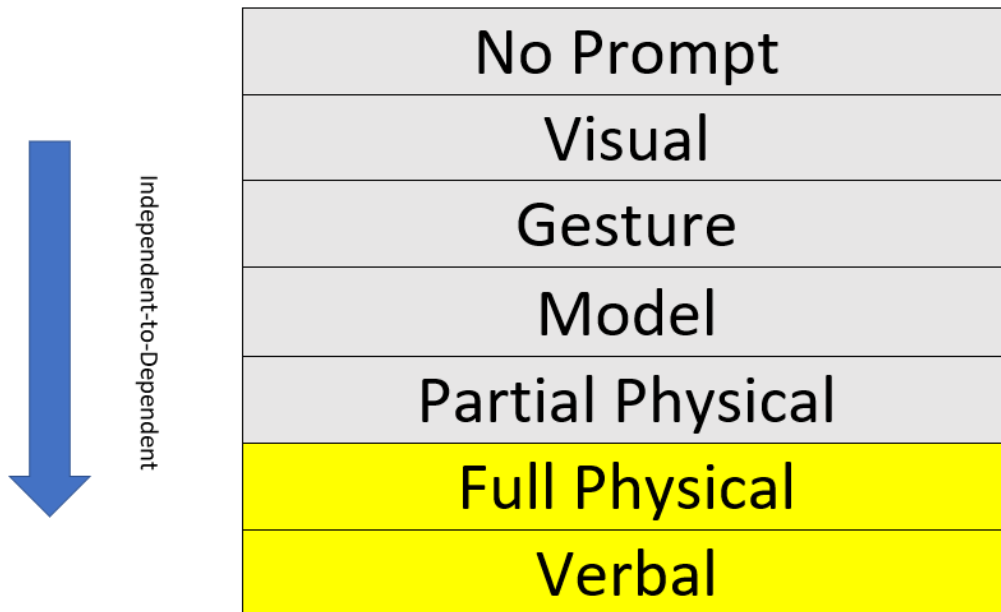 No Prompt
Visual
Gesture
Model
Partial Physical
Full Physical
Verbal
Independent-to-Dependent